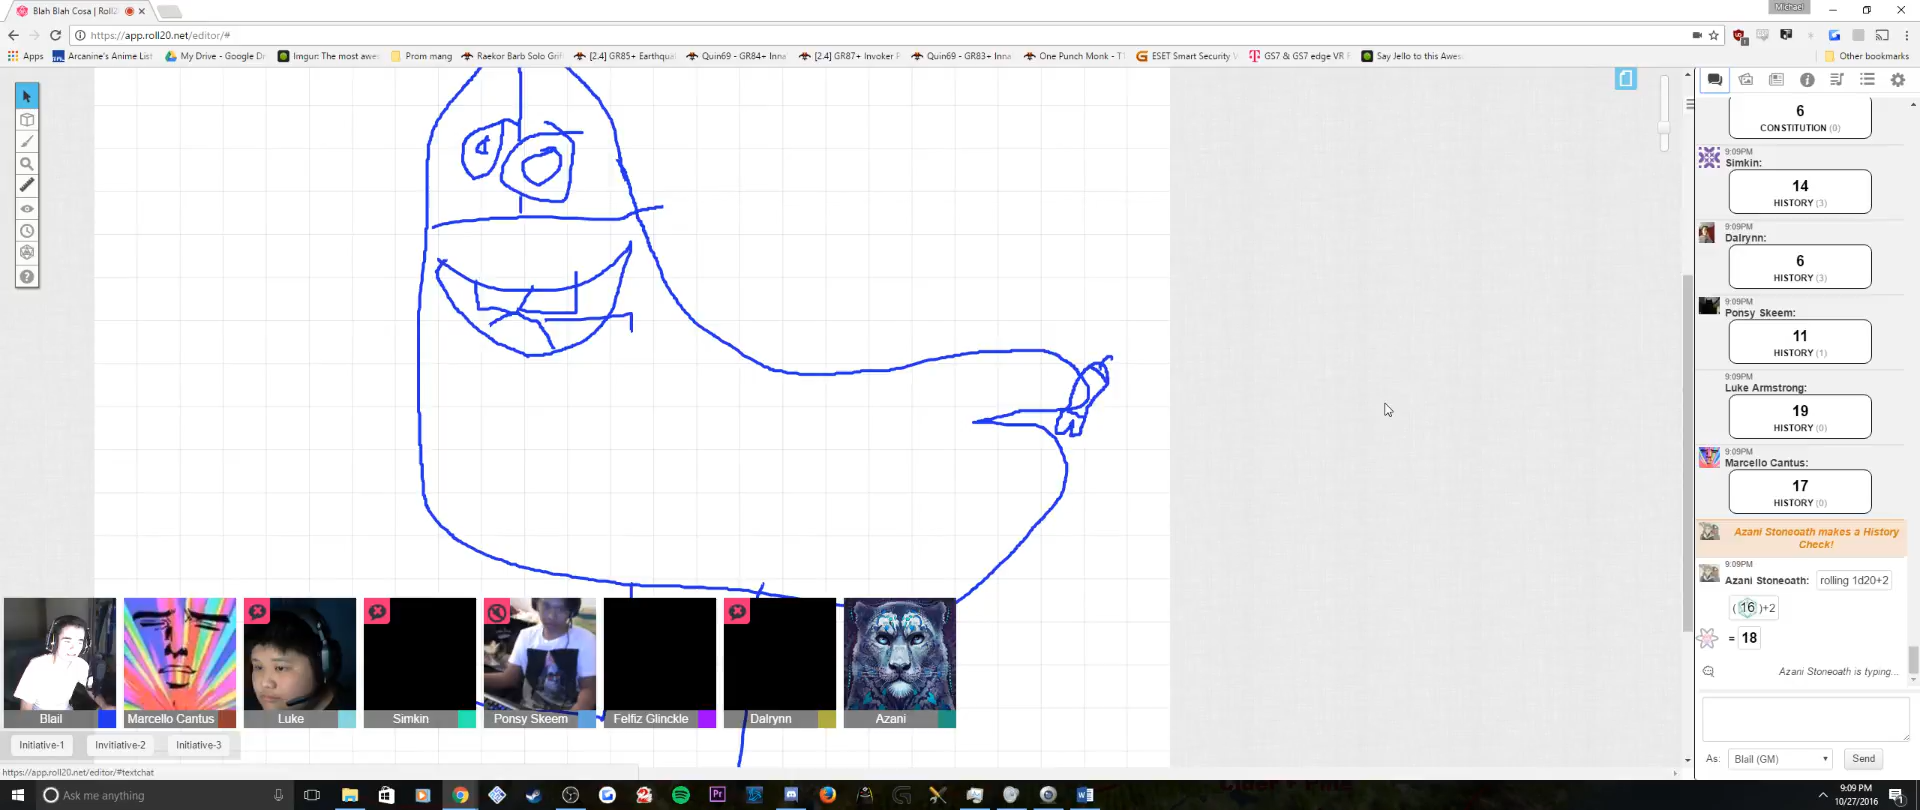 Blah Blah Cosa | Roll2
Michael
https://app.roll20.net/editor/#
Apps
Arcanine's Anime List
My Drive - Google Dr
Imgur: The most awe
Prom mang
Raekor Barb Solo Grif
[2.4] GR85+ Earthqua
Quin69 - GR84+ Inna
[2.4] GR87+ Invoker P
Quin69 - GR83+ Inna
One Punch Monk - T1
ESET Smart Security V
GS7 & GS7 edge VR F
Say Jello to this Awes
Other bookmarks
6
CONSTITUTION (0)
9:09PM
Simkin:
14
HISTORY (3)
9:09PM
Dalrynn:
6
HISTORY (3)
9:09PM
Ponsy Skeem:
11
HISTORY (1)
9:09PM
Luke Armstrong:
19
HISTORY (0)
9:09PM
Marcello Cantus:
17
HISTORY (0)
Azani Stoneoath makes a History
Check!
9:09PM
Azani Stoneoath: rolling 1d20+2
(16)+2
= 18
Azani Stoneoath is typing...
As: Blail (GM) Send
Blail
Marcello Cantus
Luke
Simkin
Ponsy Skeem
Felfiz Glinckle
Dalrynn
Azani
Initiative-1
Invitiative-2
Initiative-3
https://app.roll20.net/editor/#textchat
Ask me anything
9:09 PM
10/27/2016